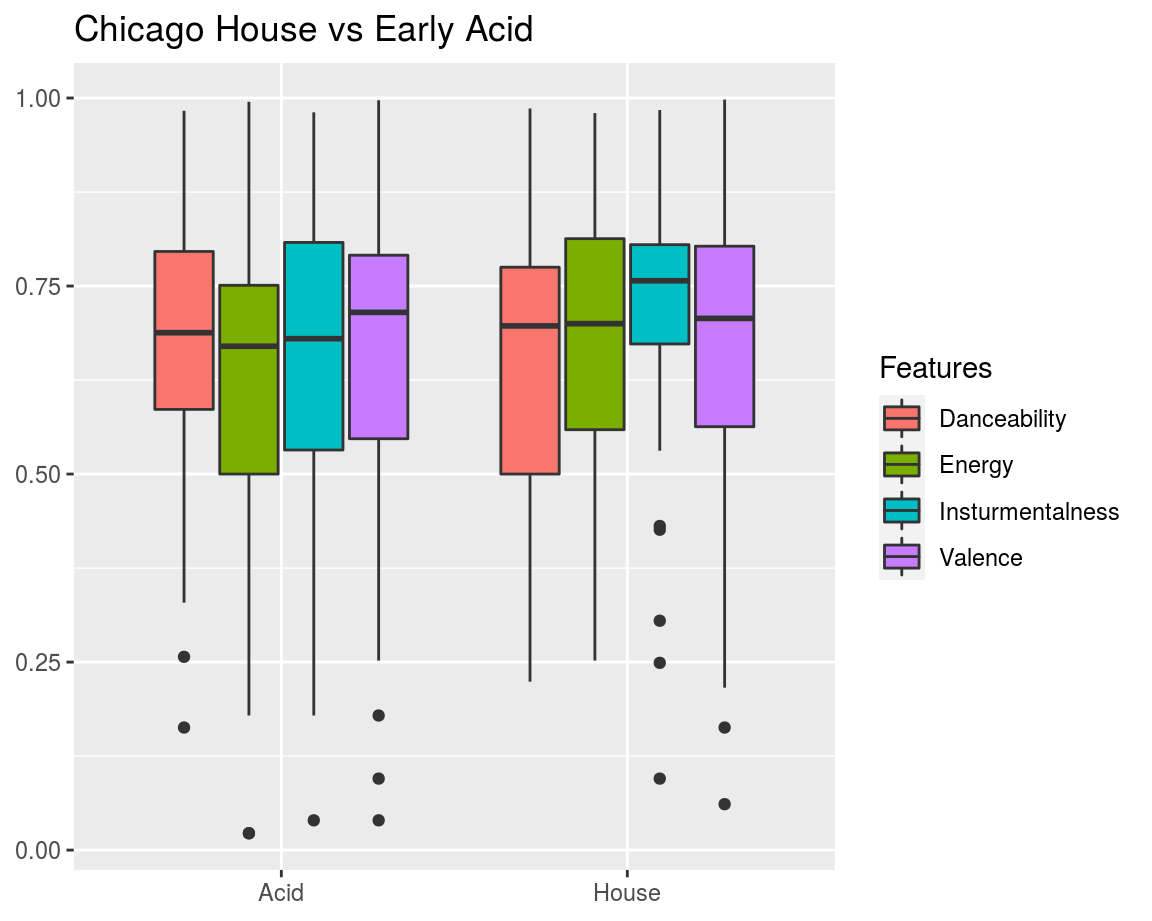 Chicago House vs Early Acid
1.00
0.75
0.50
0.25
0.00
Acid
House
Features
Danceability
Energy
Insturmentalness
Valence